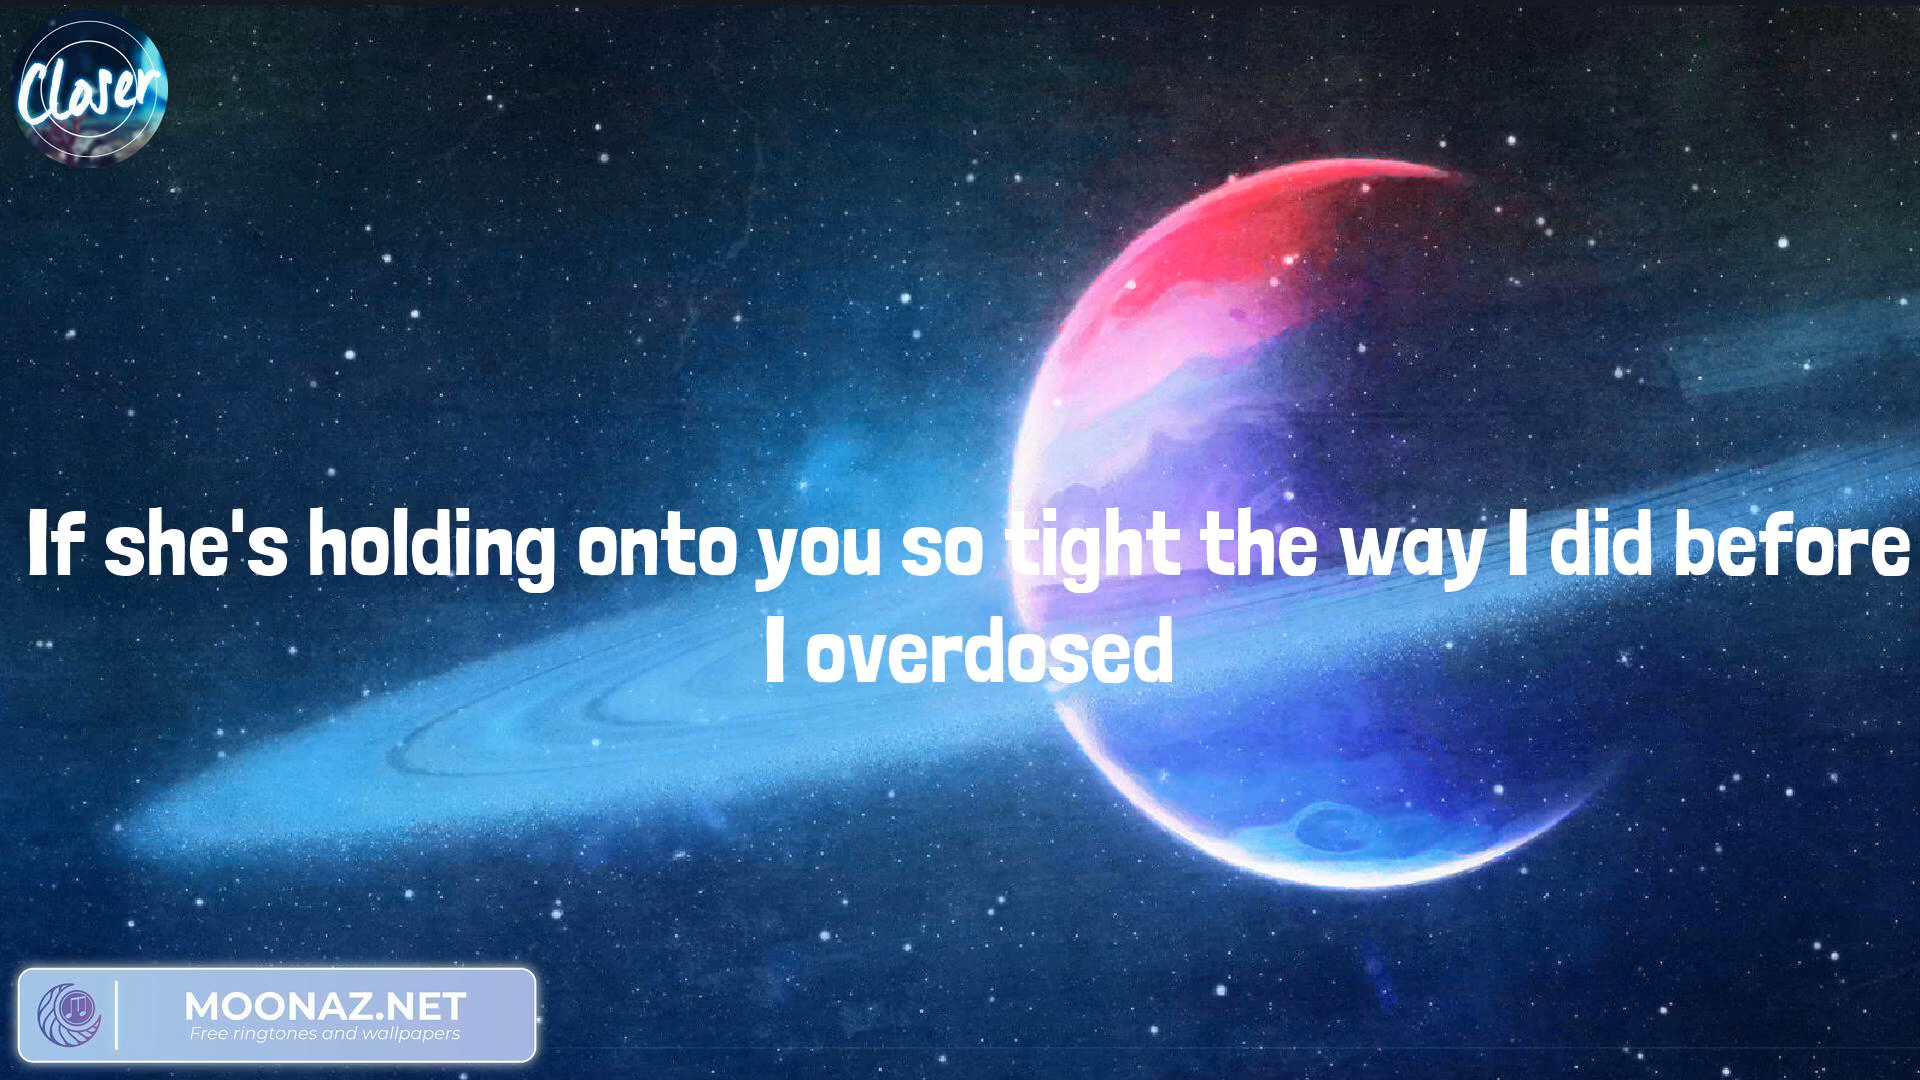 Closer
If she's holding onto you so tight the way I did before
I overdosed
MOONAZ.NET
Free ringtones and wallpapers